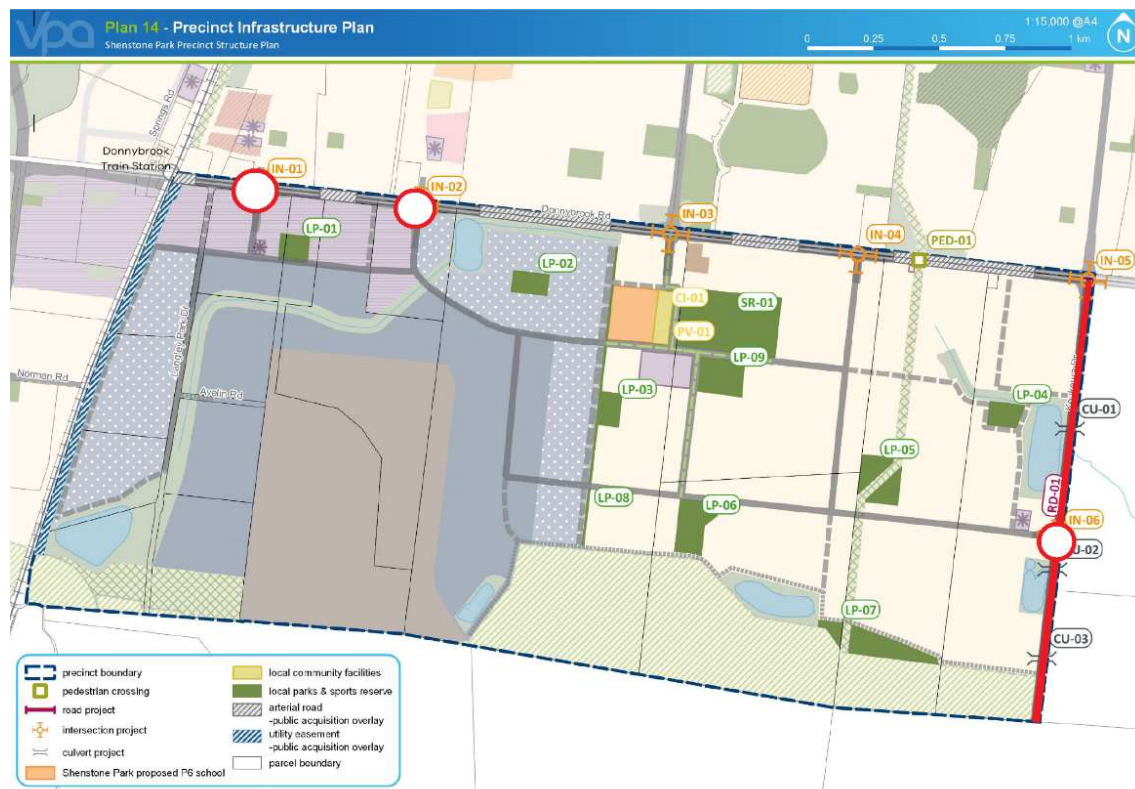 vpa
Plan 14 - Precinct Infrastructure Plan
Shenstone Park Precinct Structure Plan
1:15,000 @A4
0 0.25 0.5 0.75 1 km
N
Springs Rd
Donnybrook
Train Station
IN-01
IN-02
Donnybrook Rd
IN-03
IN-04
PED-01
IN-05
LP-01
LP-02
CI-01
SR-01
PV-01
LP-09
Langley Park Dr
Norman Rd
Avelin Rd
LP-03
LP-04
CU-01
LP-05
LP-08
LP-06
RD-01
IN-06
U-02
LP-07
CU-03
precinct boundary
pedestrian crossing
road project
intersection project
culvert project
Shenstone Park proposed P6 school
local community facilities
local parks & sports reserve
arterial road
-public acquisition overlay
utility easement
-public acquisition overlay
parcel boundary